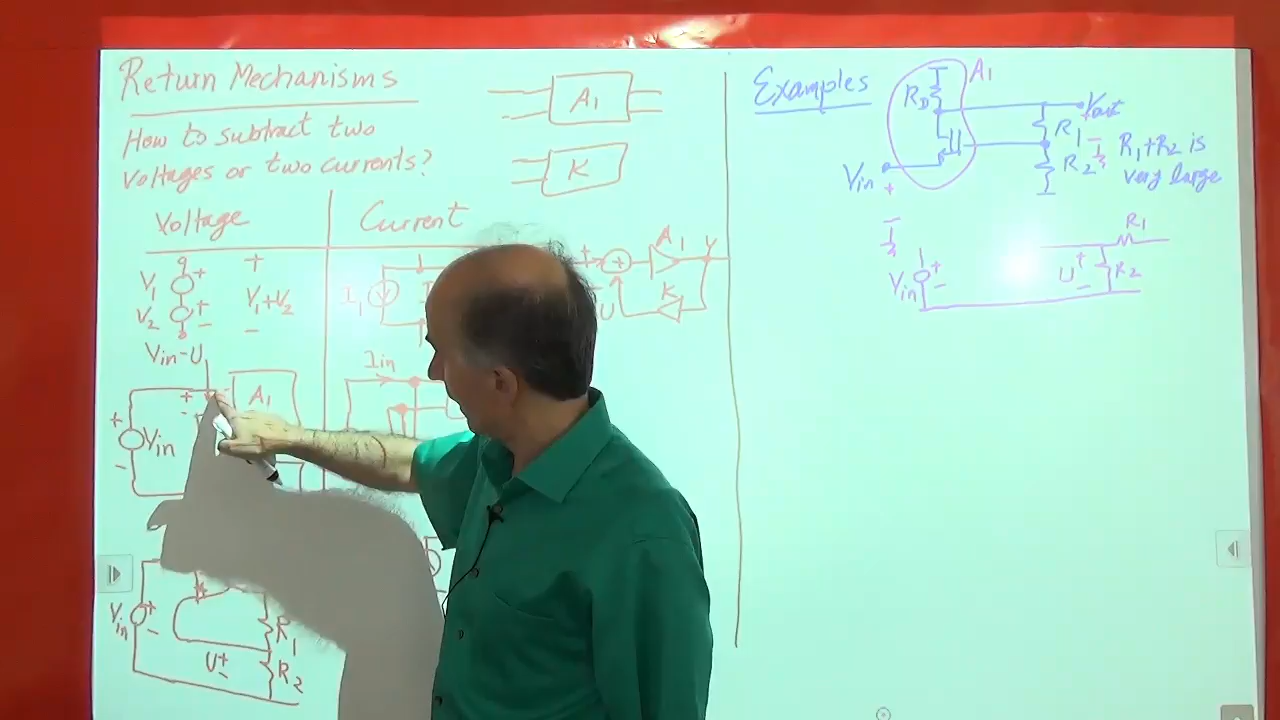 Return Mechanisms
How to subtract two
voltages or two currents?
A1
K
Voltage
Current
V1 + +
V2 + - V1+V2 -
I1
Vin-U
+ - A1
+ Vin -
Iin
+ + A1 Y
K
U
Vin + -
R1
U + - R2
Examples
RD
A1
Vout
R1
R2
R1+R2 is
very large
Vin +
R1
Vin + -
U + - R2